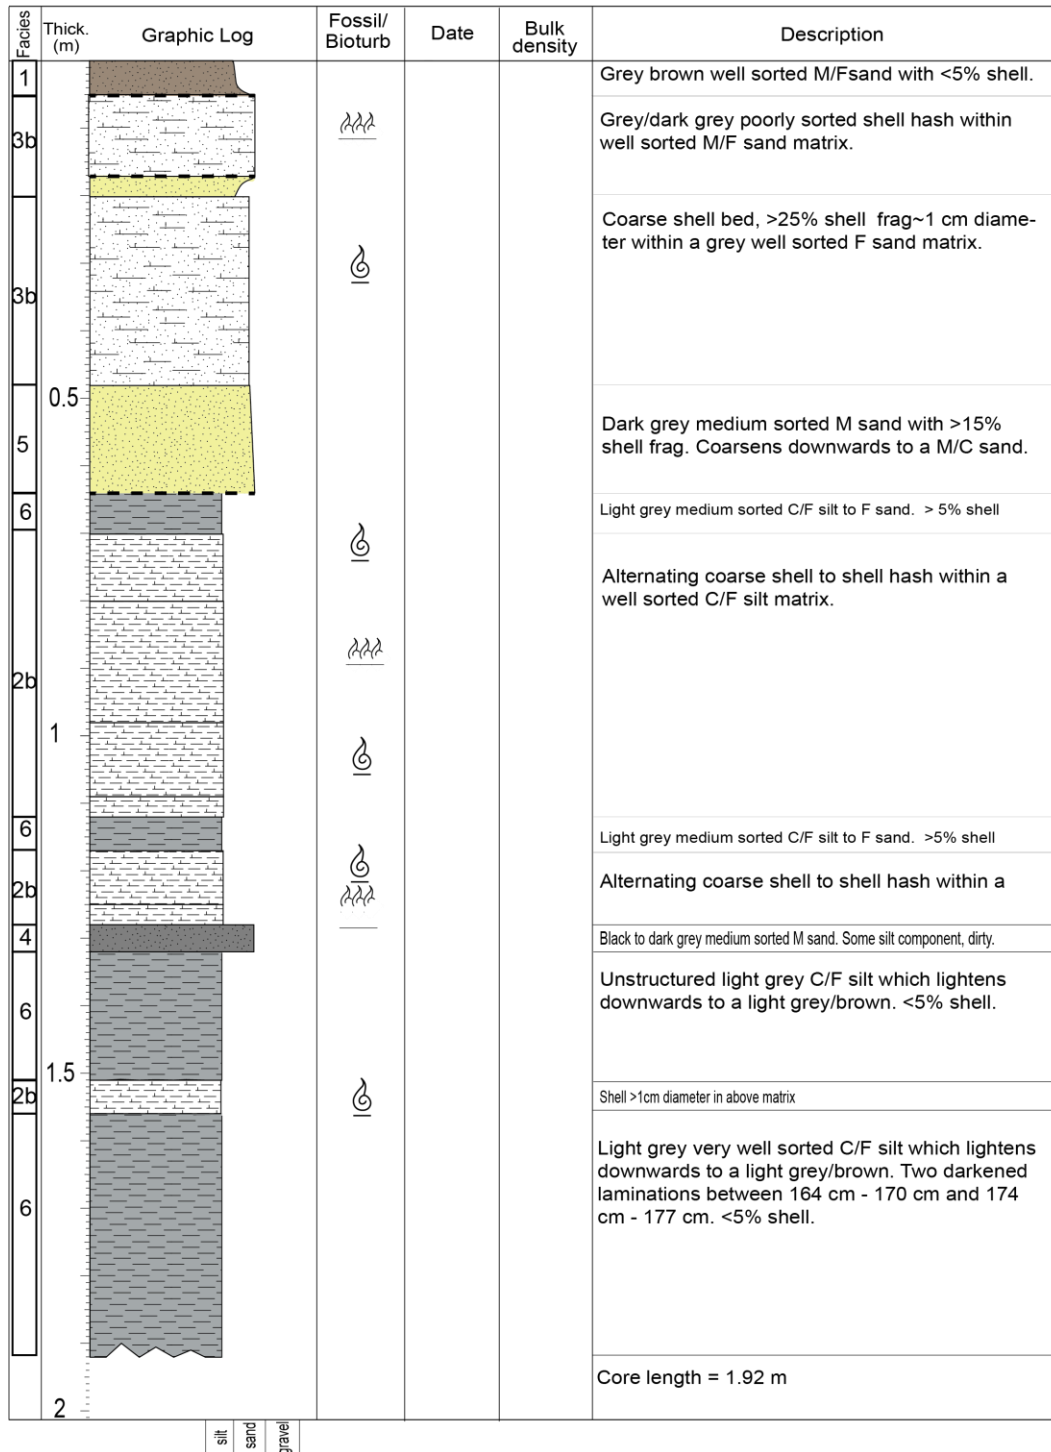 Facies
Thick.
(m)
Graphic Log
Fossil/
Bioturb
Date
Bulk
density
Description
1
Grey brown well sorted M/Fsand with <5% shell.
3b
Grey/dark grey poorly sorted shell hash within
well sorted M/F sand matrix.
3b
Coarse shell bed, >25% shell frag~1 cm diame-
ter within a grey well sorted F sand matrix.
0.5
5
Dark grey medium sorted M sand with >15%
shell frag. Coarsens downwards to a M/C sand.
6
Light grey medium sorted C/F silt to F sand. > 5% shell
2b
Alternating coarse shell to shell hash within a
well sorted C/F silt matrix.
1
6
Light grey medium sorted C/F silt to F sand. >5% shell
2b
Alternating coarse shell to shell hash within a
4
Black to dark grey medium sorted M sand. Some silt component, dirty.
6
Unstructured light grey C/F silt which lightens
downwards to a light grey/brown. <5% shell.
1.5
2b
Shell >1cm diameter in above matrix
6
Light grey very well sorted C/F silt which lightens
downwards to a light grey/brown. Two darkened
laminations between 164 cm - 170 cm and 174
cm - 177 cm. <5% shell.
Core length = 1.92 m
2
silt
sand
gravel